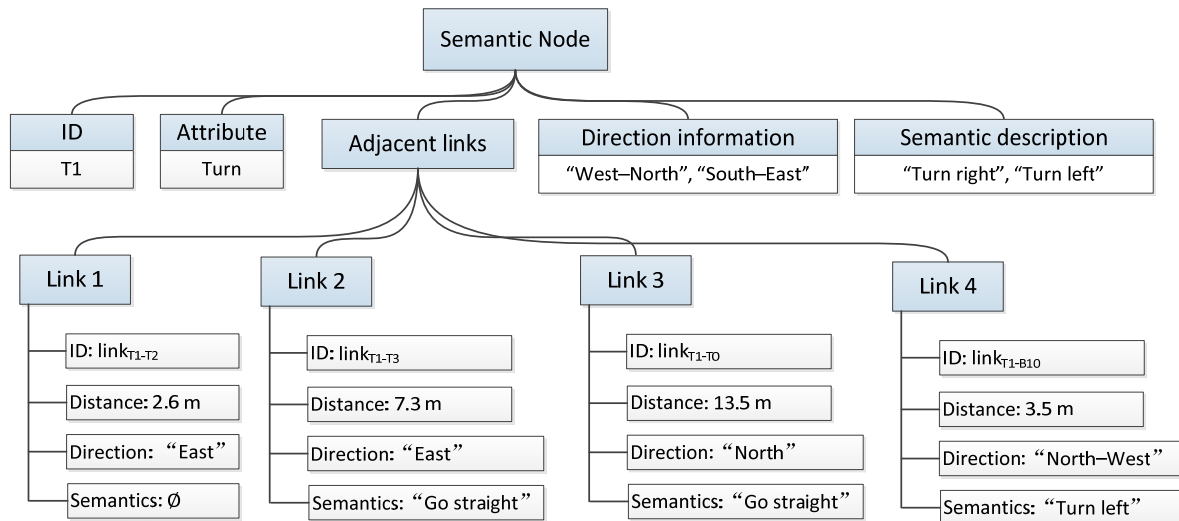 Semantic Node
ID
T1
Attribute
Turn
Adjacent links
Direction information
“West–North”, “South–East”
Semantic description
“Turn right”, “Turn left”
Link 1
ID: linkT1-T2
Distance: 2.6 m
Direction: “East”
Semantics: Ø
Link 2
ID: linkT1-T3
Distance: 7.3 m
Direction: “East”
Semantics: “Go straight”
Link 3
ID: linkT1-T0
Distance: 13.5 m
Direction: “North”
Semantics: “Go straight”
Link 4
ID: linkT1-B10
Distance: 3.5 m
Direction: “North–West”
Semantics: “Turn left”